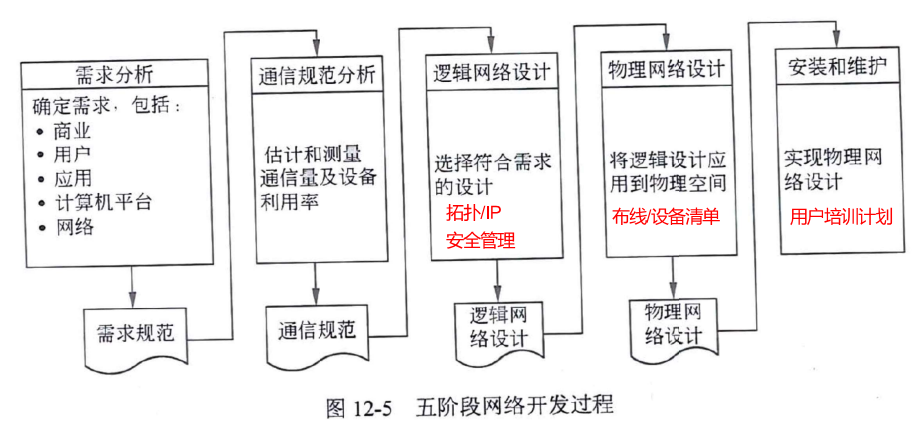 需求分析
确定需求，包括：
• 商业
• 用户
• 应用
• 计算机平台
• 网络
需求规范
通信规范分析
估计和测量
通信量及设备
利用率
通信规范
逻辑网络设计
选择符合需求
的设计
拓扑/IP
安全管理
逻辑网
络设计
物理网络设计
将逻辑设计应
用到物理空间
布线/设备清单
物理网
络设计
安装和维护
实现物理网
络设计
用户培训计划
图 12-5 五阶段网络开发过程